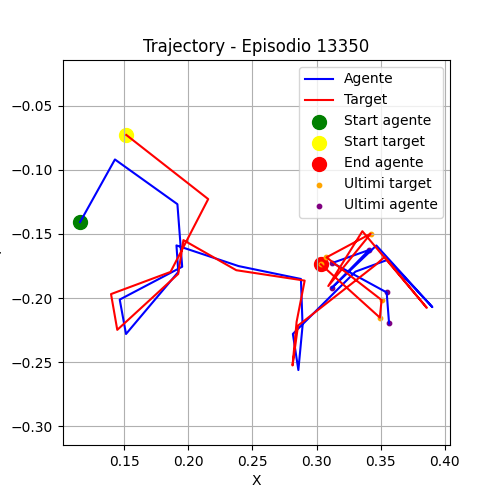 Trajectory - Episodio 13350
Agente
Target
Start agente
Start target
End agente
Ultimi target
Ultimi agente
−0.05
−0.10
−0.15
−0.20
−0.25
−0.30
0.15
0.20
0.25
0.30
0.35
0.40
X